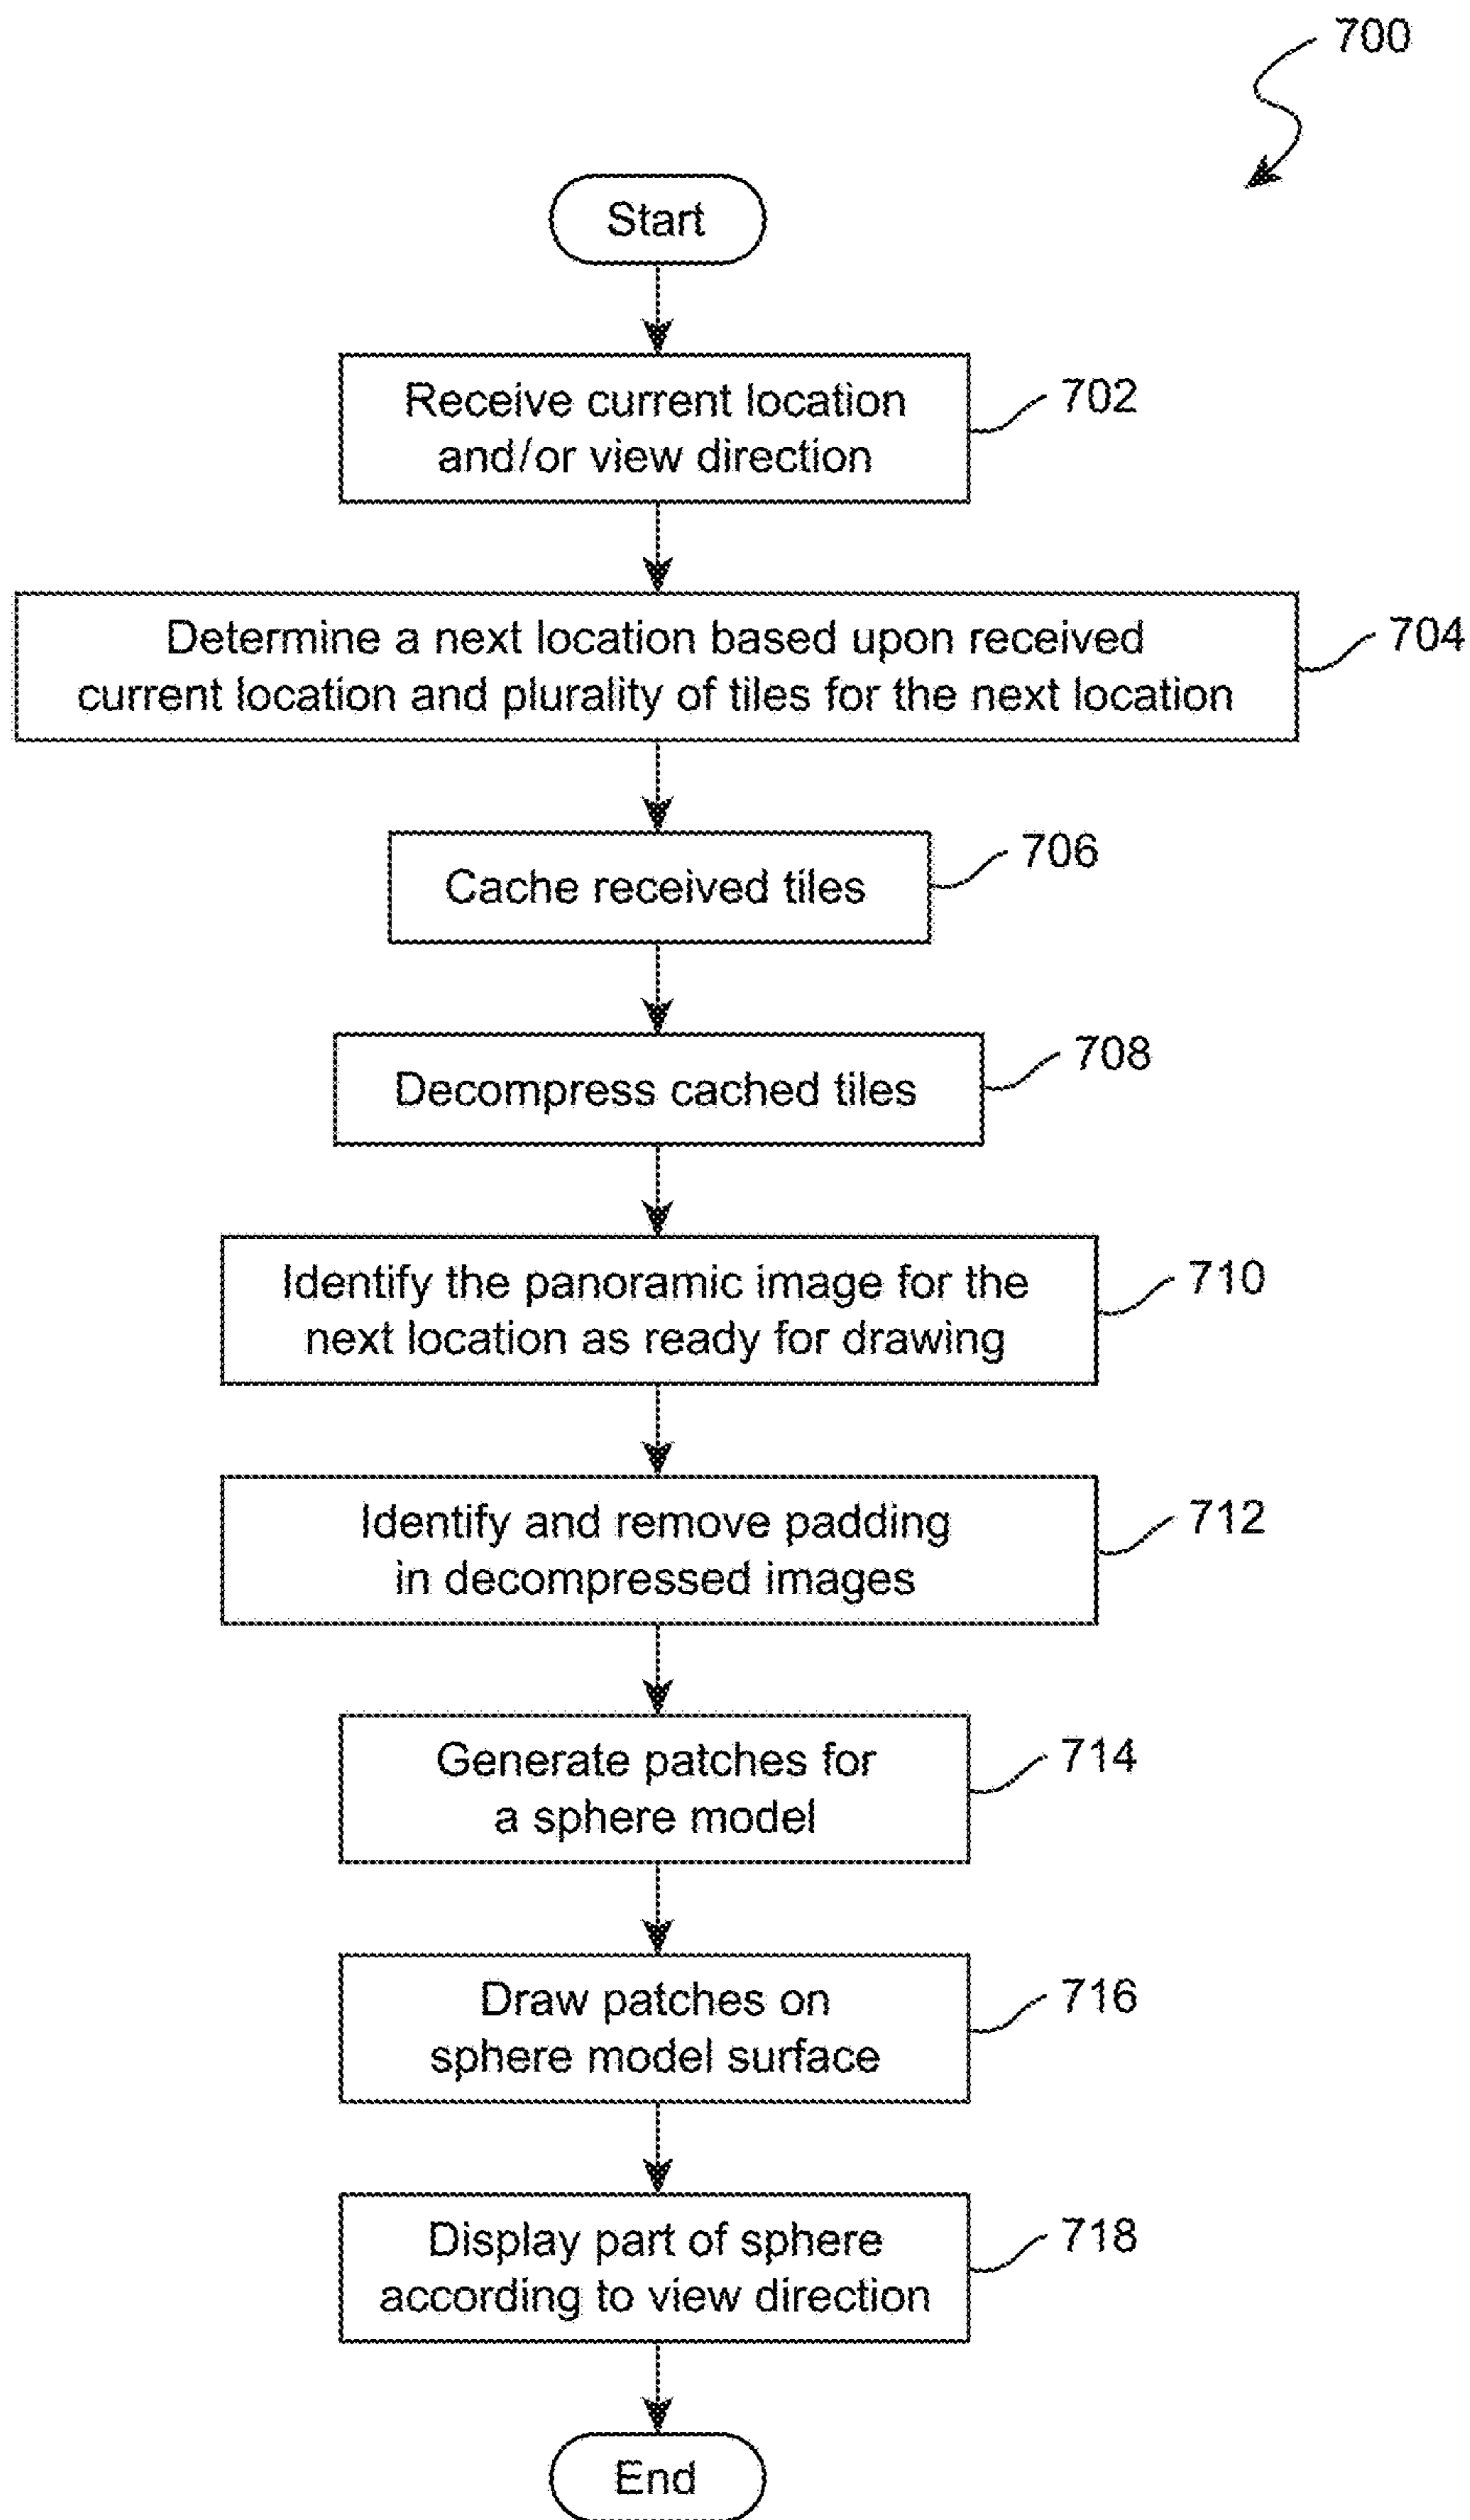 700
Start
Receive current location
and/or view direction
702
Determine a next location based upon received
current location and plurality of tiles for the next location
704
Cache received tiles
706
Decompress cached tiles
708
Identify the panoramic image for the
next location as ready for drawing
710
Identify and remove padding
in decompressed images
712
Generate patches for
a sphere model
714
Draw patches on
sphere model surface
716
Display part of sphere
according to view direction
718
End